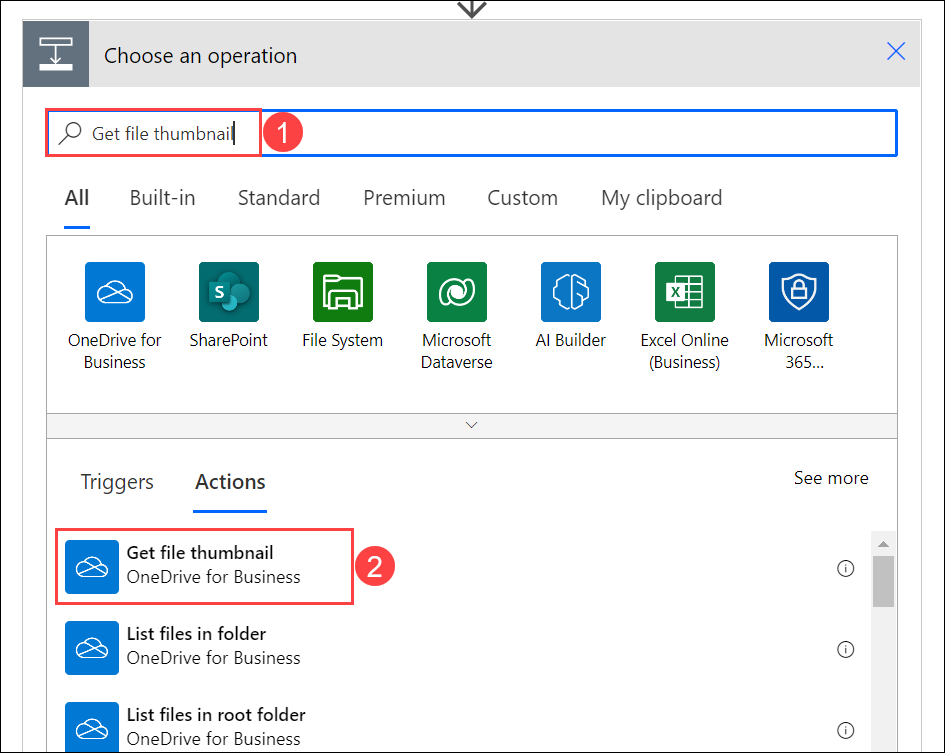 Choose an operation
Get file thumbnail
1
All Built-in Standard Premium Custom My clipboard
OneDrive for Business
SharePoint
File System
Microsoft Dataverse
AI Builder
Excel Online (Business)
Microsoft 365...
Triggers Actions See more
Get file thumbnail
OneDrive for Business
2
List files in folder
OneDrive for Business
List files in root folder
OneDrive for Business